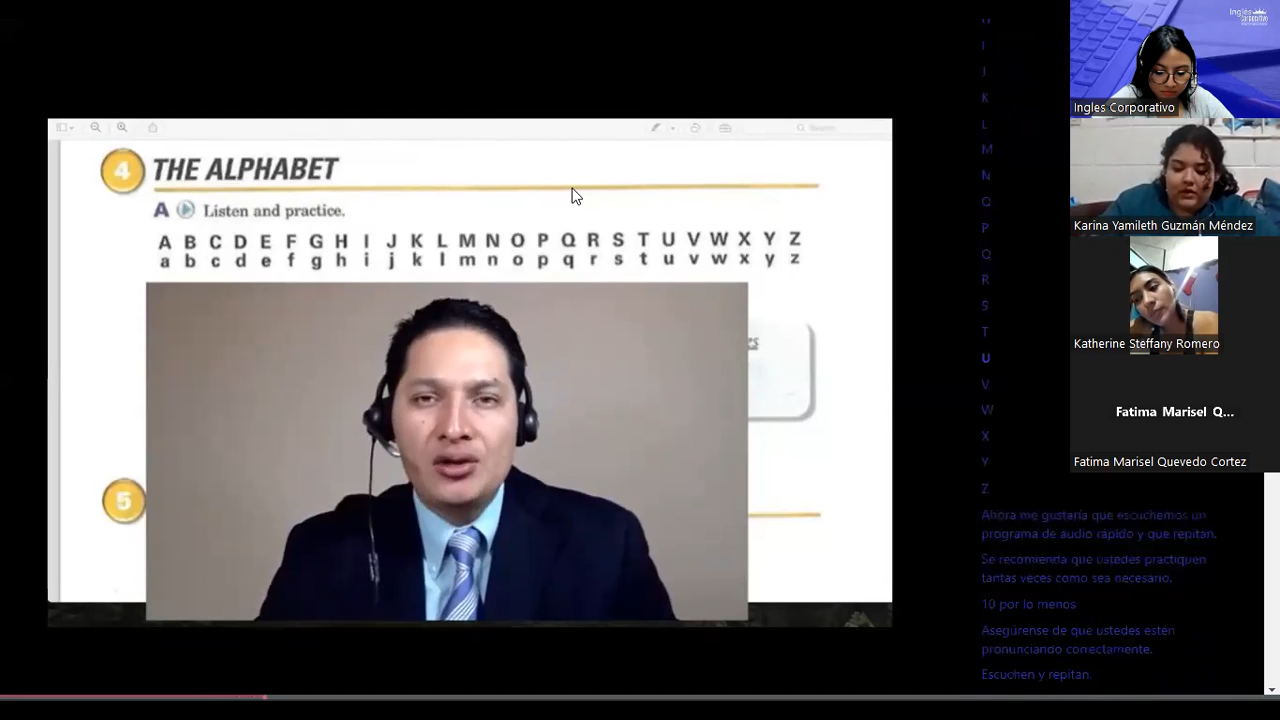 4 THE ALPHABET
A Listen and practice.
A B C D E F G H I J K L M N O P Q R S T U V W X Y Z
a b c d e f g h i j k l m n o p q r s t u v w x y z
5
Search
I
J
K
L
M
N
O
P
Q
R
S
T
U
V
W
X
Y
Z
Ahora me gustaría que escuchemos un
programa de audio rápido y que repitan.
Se recomienda que ustedes practiquen
tantas veces como sea necesario.
10 por lo menos
Asegúrense de que ustedes estén
pronunciando correctamente.
Escuchen y repitan.
Inglés
Ingles Corporativo
Karina Yamileth Guzmán Méndez
Katherine Steffany Romero
Fatima Marisel Q...
Fatima Marisel Quevedo Cortez